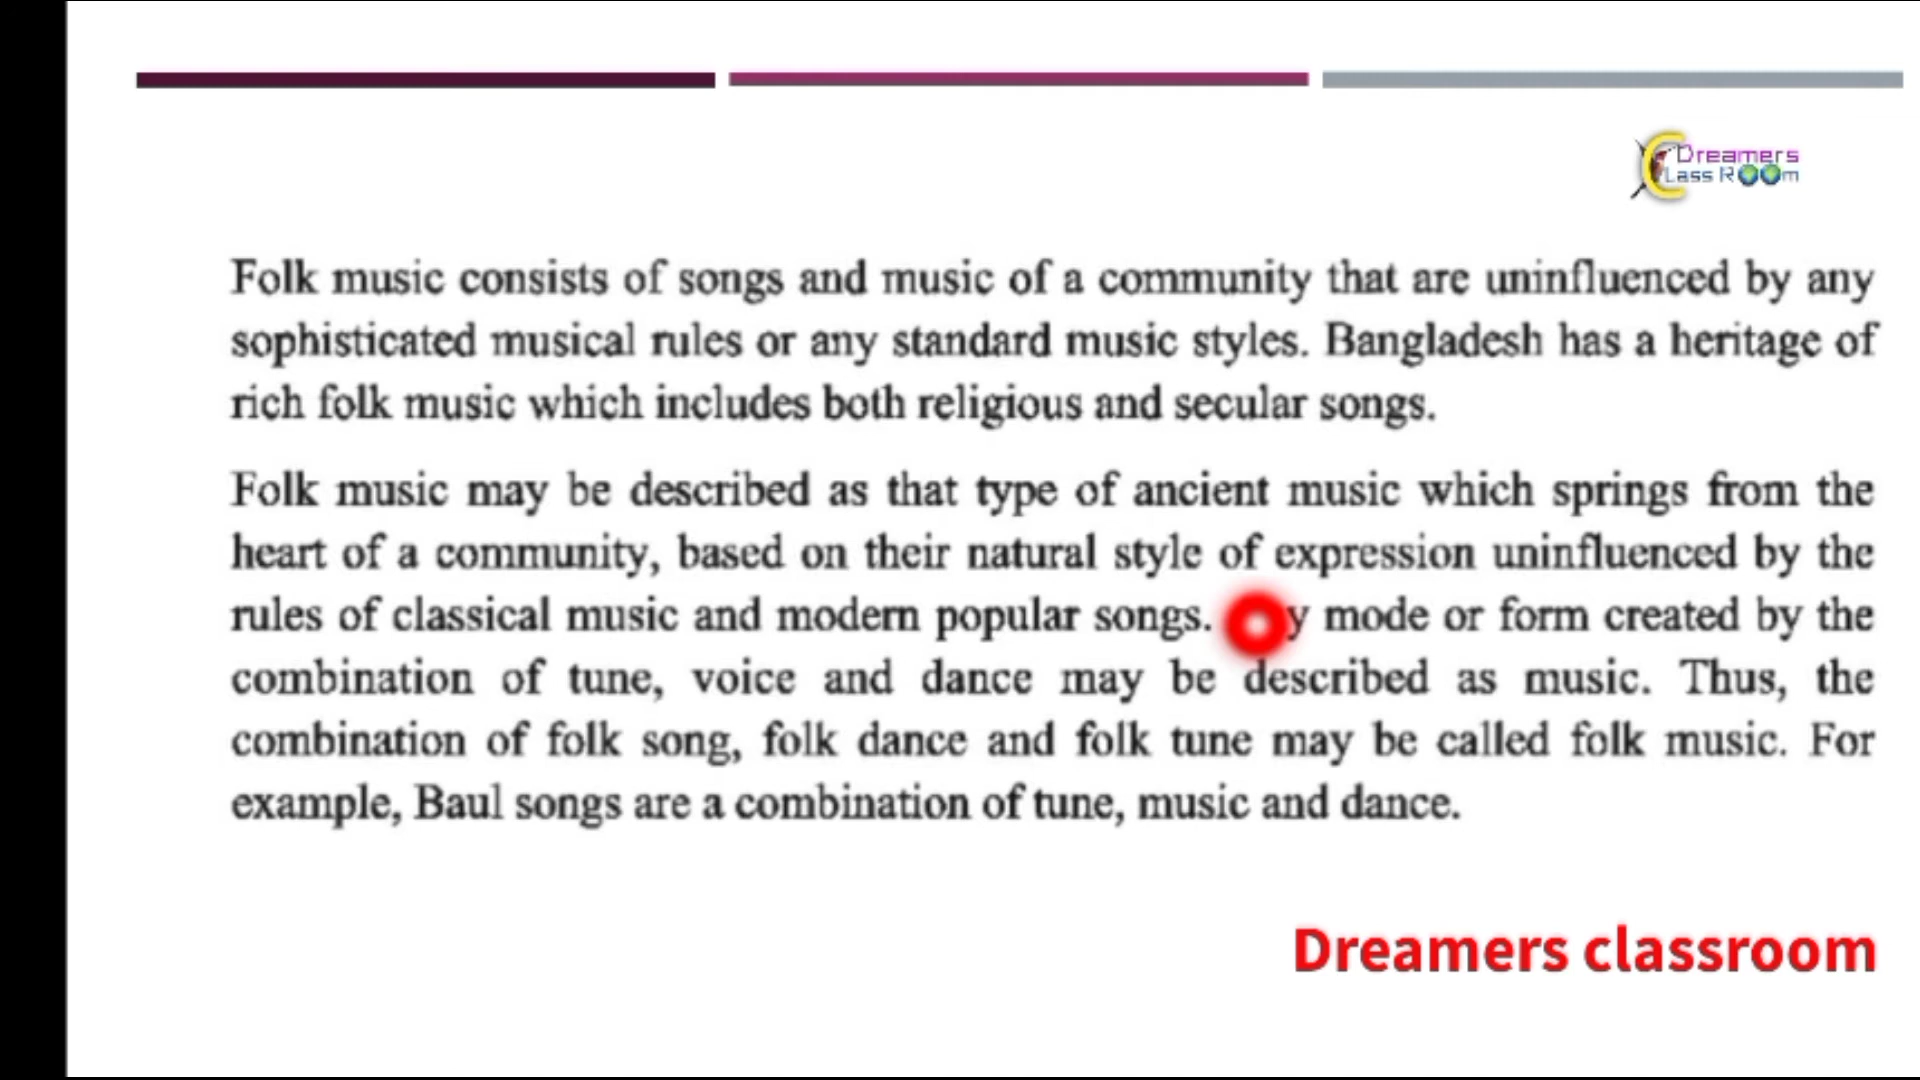 Dreamers
Lass Room
Folk music consists of songs and music of a community that are uninfluenced by any
sophisticated musical rules or any standard music styles. Bangladesh has a heritage of
rich folk music which includes both religious and secular songs.
Folk music may be described as that type of ancient music which springs from the
heart of a community, based on their natural style of expression uninfluenced by the
rules of classical music and modern popular songs. mode or form created by the
combination of tune, voice and dance may be described as music. Thus, the
combination of folk song, folk dance and folk tune may be called folk music. For
example, Baul songs are a combination of tune, music and dance.
Dreamers classroom